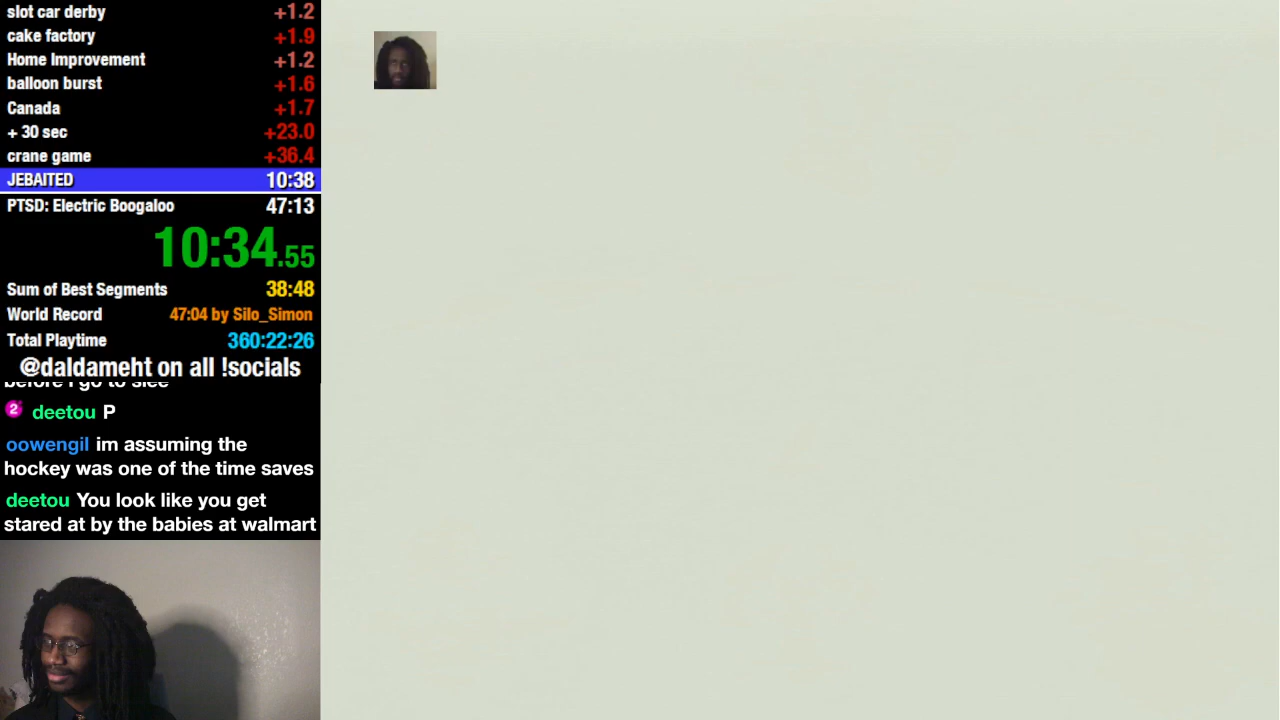 slot car derby +1.2
cake factory +1.9
Home Improvement +1.2
balloon burst +1.6
Canada +1.7
+ 30 sec +23.0
crane game +36.4
JEBAITED 10:38
PTSD: Electric Boogaloo 47:13
10:34.55
Sum of Best Segments 38:48
World Record 47:04 by Silo_Simon
Total Playtime 360:22:26
@daldameht on all !socials
before I go to slee
2 deetou P
oowengil im assuming the
hockey was one of the time saves
deetou You look like you get
stared at by the babies at walmart